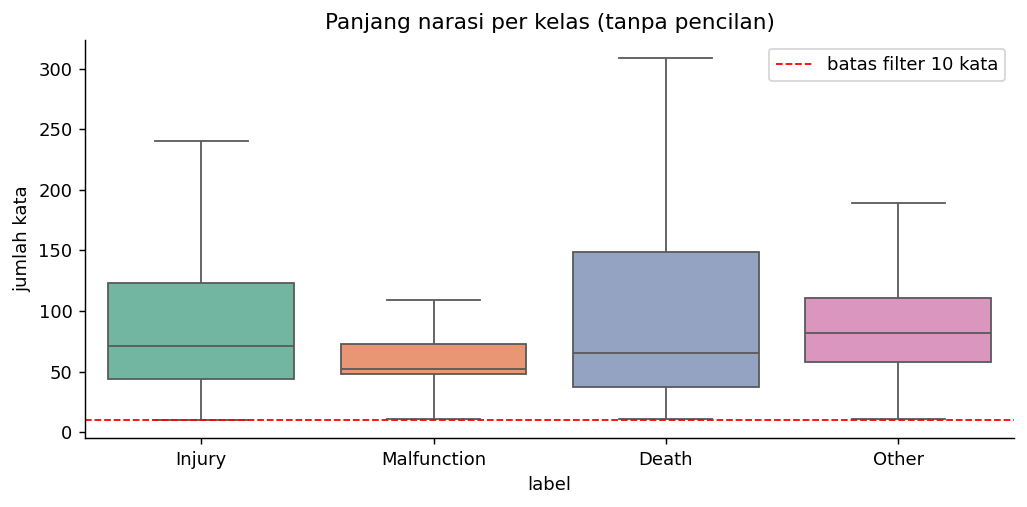 Panjang narasi per kelas (tanpa pencilan)
batas filter 10 kata
jumlah kata
300
250
200
150
100
50
0
Injury
Malfunction
Death
Other
label